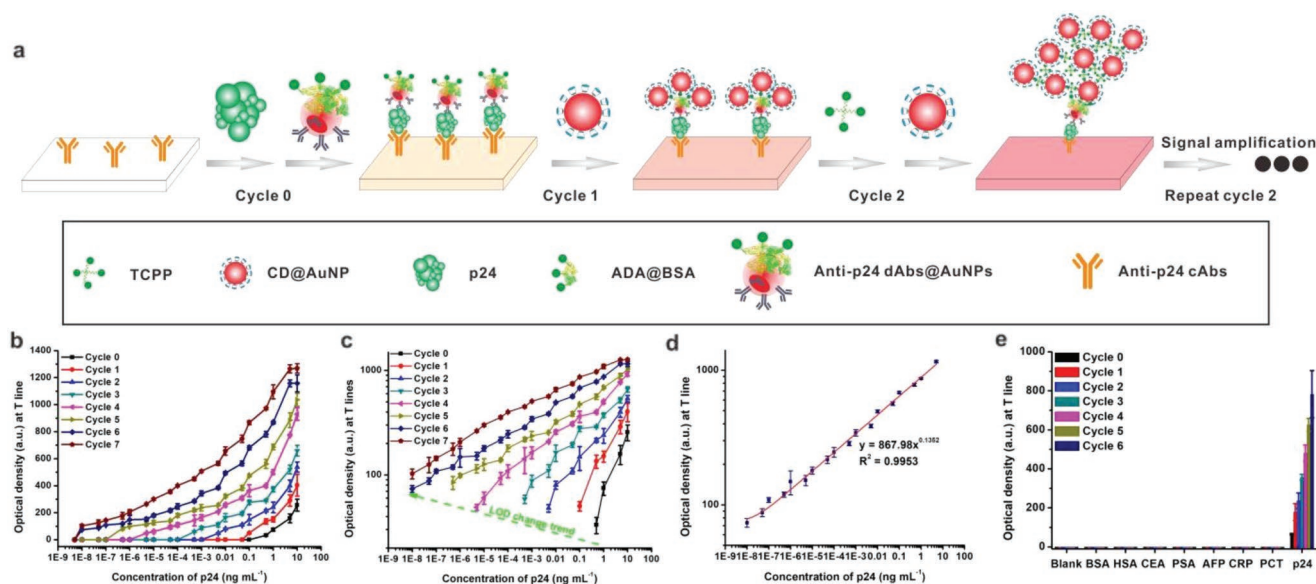 a
Cycle 0
Cycle 1
Cycle 2
Signal amplification
Repeat cycle 2
TCPP
CD@AuNP
p24
ADA@BSA
Anti-p24 dAbs@AuNPs
Anti-p24 cAbs
b
Optical density (a.u.) at T line
1400
1200
1000
800
600
400
200
0
Cycle 0
Cycle 1
Cycle 2
Cycle 3
Cycle 4
Cycle 5
Cycle 6
Cycle 7
1E-9 1E-8 1E-7 1E-6 1E-5 1E-4 1E-3 0.01 0.1 1 10 100
Concentration of p24 (ng mL⁻¹)
c
Optical density (a.u.) at T lines
1000
100
Cycle 0
Cycle 1
Cycle 2
Cycle 3
Cycle 4
Cycle 5
Cycle 6
Cycle 7
LOD change trend
1E-9 1E-8 1E-7 1E-6 1E-5 1E-4 1E-3 0.01 0.1 1 10 100
Concentration of p24 (ng mL⁻¹)
d
Optical density (a.u.) at T line
1000
100
y = 867.98x^0.1352
R² = 0.9953
1E-91E-81E-71E-61E-51E-41E-30.01 0.1 1 10 100
Concentration of p24 (ng mL⁻¹)
e
Optical density (a.u.) at T line
1000
800
600
400
200
0
Cycle 0
Cycle 1
Cycle 2
Cycle 3
Cycle 4
Cycle 5
Cycle 6
Blank BSA HSA CEA PSA AFP CRP PCT p24